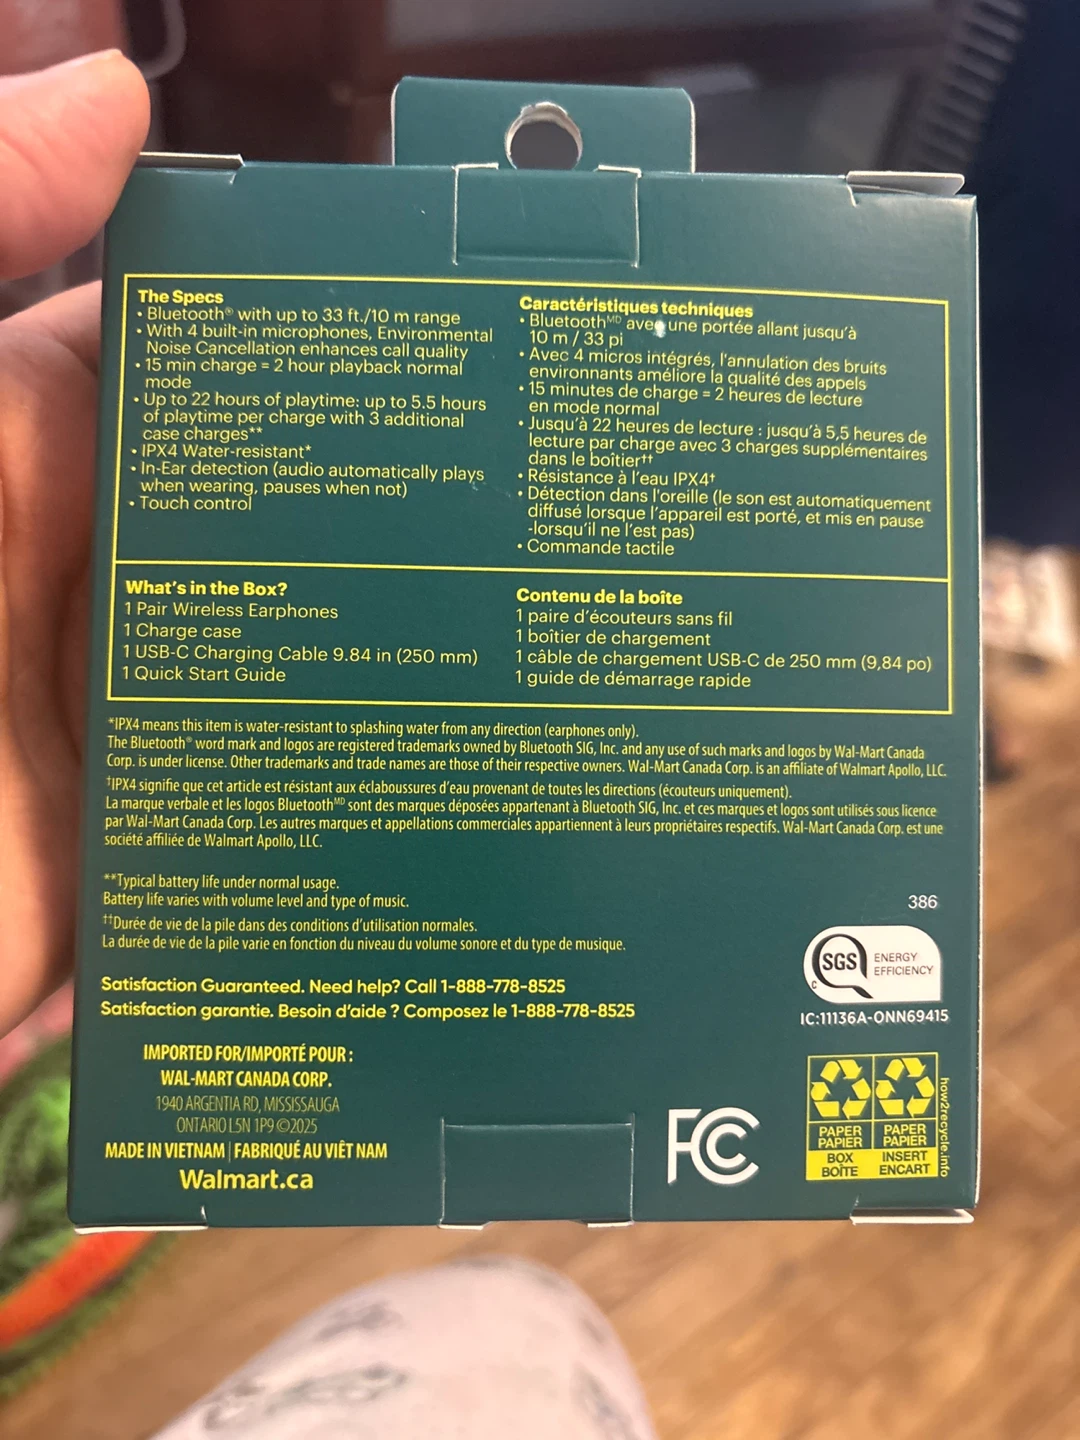 The Specs
• Bluetooth® with up to 33 ft./10 m range
• With 4 built-in microphones, Environmental
Noise Cancellation enhances call quality
• 15 min charge = 2 hour playback normal
mode
• Up to 22 hours of playtime: up to 5.5 hours
of playtime per charge with 3 additional
case charges**
• IPX4 Water-resistant*
• In-Ear detection (audio automatically plays
when wearing, pauses when not)
• Touch control
Caractéristiques techniques
• Bluetooth ᴹᴰ avec une portée allant jusqu'à
10 m / 33 pi
• Avec 4 micros intégrés, l'annulation des bruits
environnants améliore la qualité des appels
• 15 minutes de charge = 2 heures de lecture
en mode normal
• Jusqu'à 22 heures de lecture : jusqu'à 5,5 heures de
lecture par charge avec 3 charges supplémentaires
dans le boîtier††
• Résistance à l'eau IPX4†
• Détection dans l'oreille (le son est automatiquement
diffusé lorsque l'appareil est porté, et mis en pause
-lorsqu'il ne l'est pas)
• Commande tactile
What's in the Box?
1 Pair Wireless Earphones
1 Charge case
1 USB-C Charging Cable 9.84 in (250 mm)
1 Quick Start Guide
Contenu de la boîte
1 paire d'écouteurs sans fil
1 boîtier de chargement
1 câble de chargement USB-C de 250 mm (9,84 po)
1 guide de démarrage rapide
*IPX4 means this item is water-resistant to splashing water from any direction (earphones only).
The Bluetooth® word mark and logos are registered trademarks owned by Bluetooth SIG, Inc. and any use of such marks and logos by Wal-Mart Canada
Corp. is under license. Other trademarks and trade names are those of their respective owners. Wal-Mart Canada Corp. is an affiliate of Walmart Apollo, LLC.
†IPX4 signifie que cet article est résistant aux éclaboussures d'eau provenant de toutes les directions (écouteurs uniquement).
La marque verbale et les logos Bluetooth ᴹᴰ sont des marques déposées appartenant à Bluetooth SIG, Inc. et ces marques et logos sont utilisés sous licence
par Wal-Mart Canada Corp. Les autres marques et appellations commerciales appartiennent à leurs propriétaires respectifs. Wal-Mart Canada Corp. est une
société affiliée de Walmart Apollo, LLC.
**Typical battery life under normal usage.
Battery life varies with volume level and type of music.
††Durée de vie de la pile dans des conditions d'utilisation normales.
La durée de vie de la pile varie en fonction du niveau du volume sonore et du type de musique.
386
Satisfaction Guaranteed. Need help? Call 1-888-778-8525
Satisfaction garantie. Besoin d'aide ? Composez le 1-888-778-8525
C SGS ENERGY
EFFICIENCY
IC:11136A-ONN69415
IMPORTED FOR/IMPORTÉ POUR :
WAL-MART CANADA CORP.
1940 ARGENTIA RD, MISSISSAUGA
ONTARIO L5N 1P9 ©2025
MADE IN VIETNAM | FABRIQUÉ AU VIÊT NAM
Walmart.ca
FC
PAPER
PAPIER
BOX
BOÎTE
PAPER
PAPIER
INSERT
ENCART
how2recycle.info